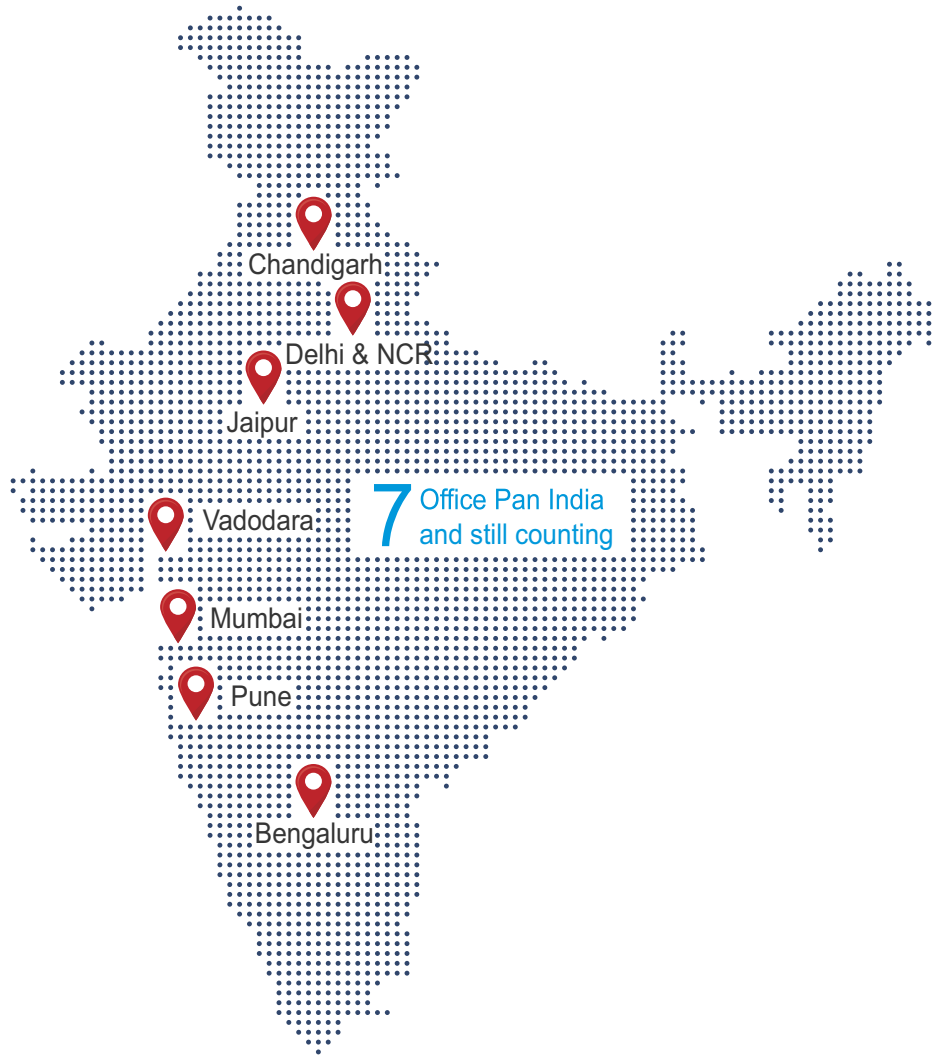 Chandigarh
Delhi & NCR
Jaipur
7 Office Pan India
and still counting
Vadodara
Mumbai
Pune
Bengaluru